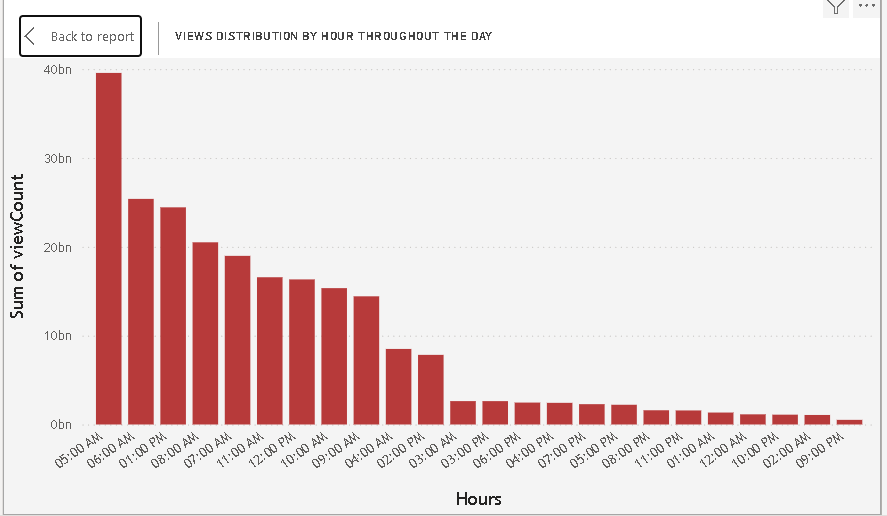 Back to report
VIEWS DISTRIBUTION BY HOUR THROUGHOUT THE DAY
Sum of viewCount
40bn
30bn
20bn
10bn
0bn
05:00 AM
06:00 AM
01:00 PM
08:00 AM
07:00 AM
11:00 AM
12:00 PM
10:00 AM
09:00 AM
04:00 AM
02:00 PM
03:00 AM
03:00 PM
06:00 PM
04:00 PM
07:00 PM
05:00 PM
08:00 PM
11:00 PM
01:00 AM
12:00 AM
10:00 PM
02:00 AM
09:00 PM
Hours